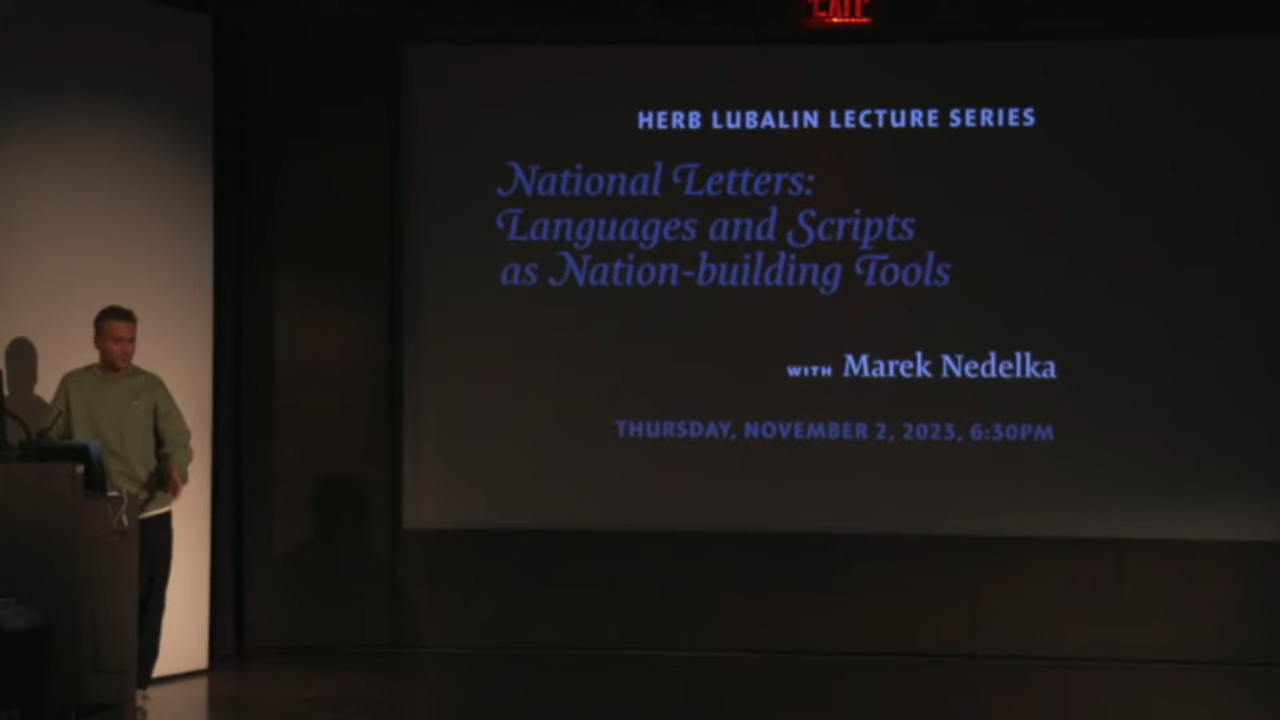 EXIT
HERB LUBALIN LECTURE SERIES
National Letters:
Languages and Scripts
as Nation-building Tools
WITH Marek Nedelka
THURSDAY, NOVEMBER 2, 2023, 6:30PM